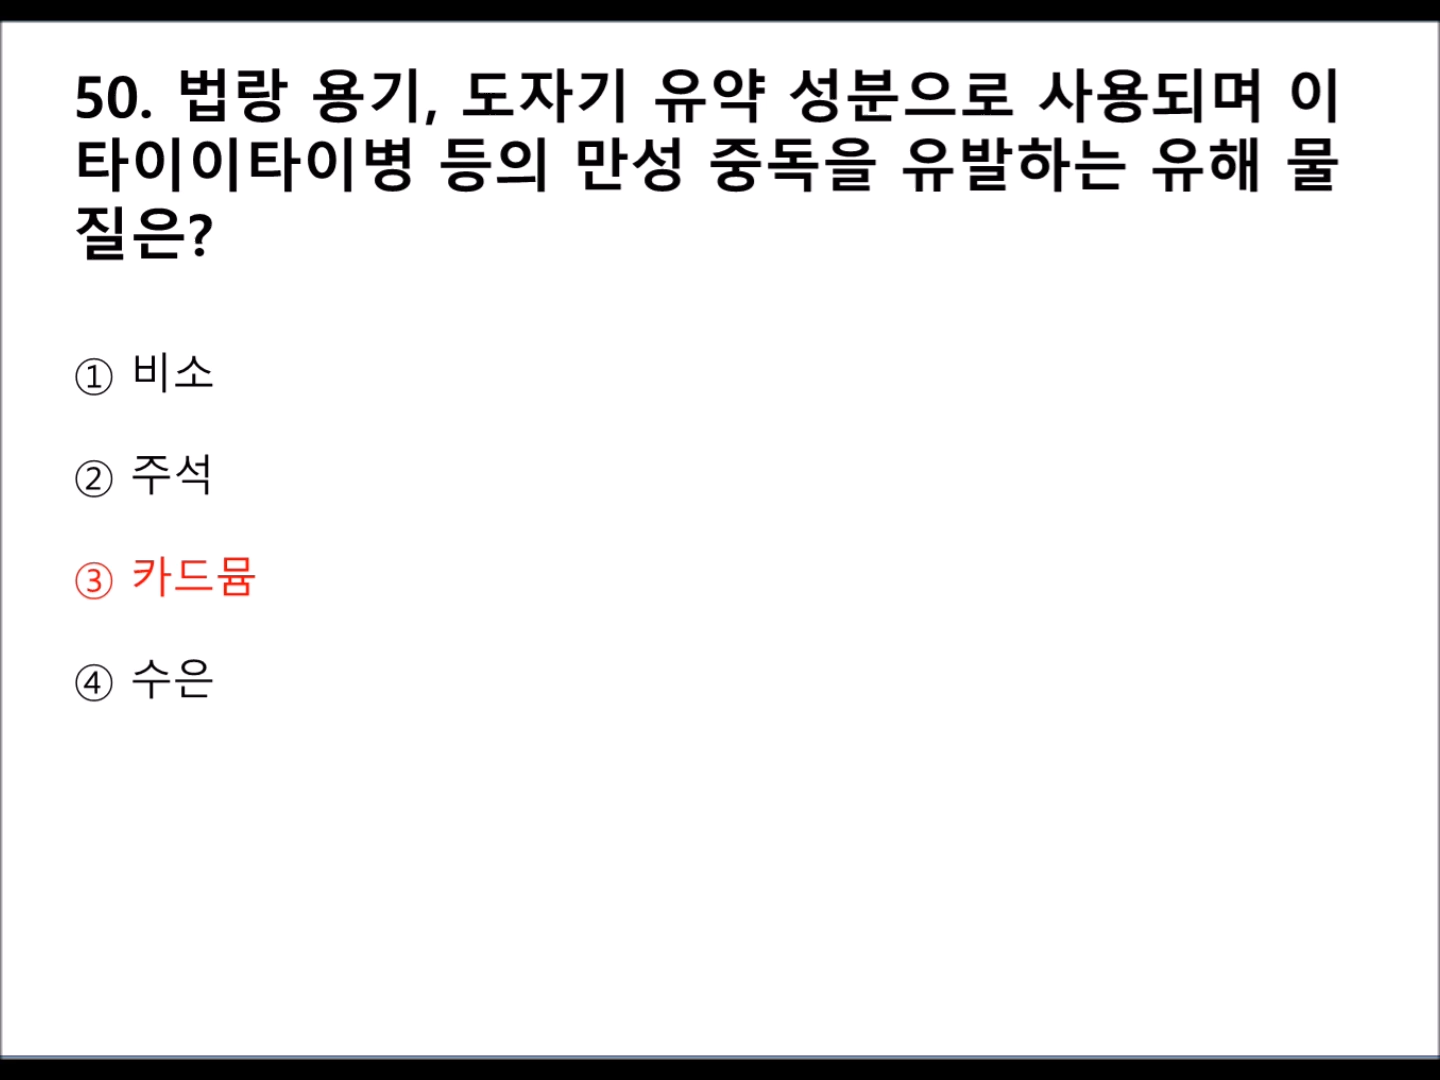 50. 법랑 용기, 도자기 유약 성분으로 사용되며 이
타이이타이병 등의 만성 중독을 유발하는 유해 물
질은?
① 비소
② 주석
③ 카드뮴
④ 수은